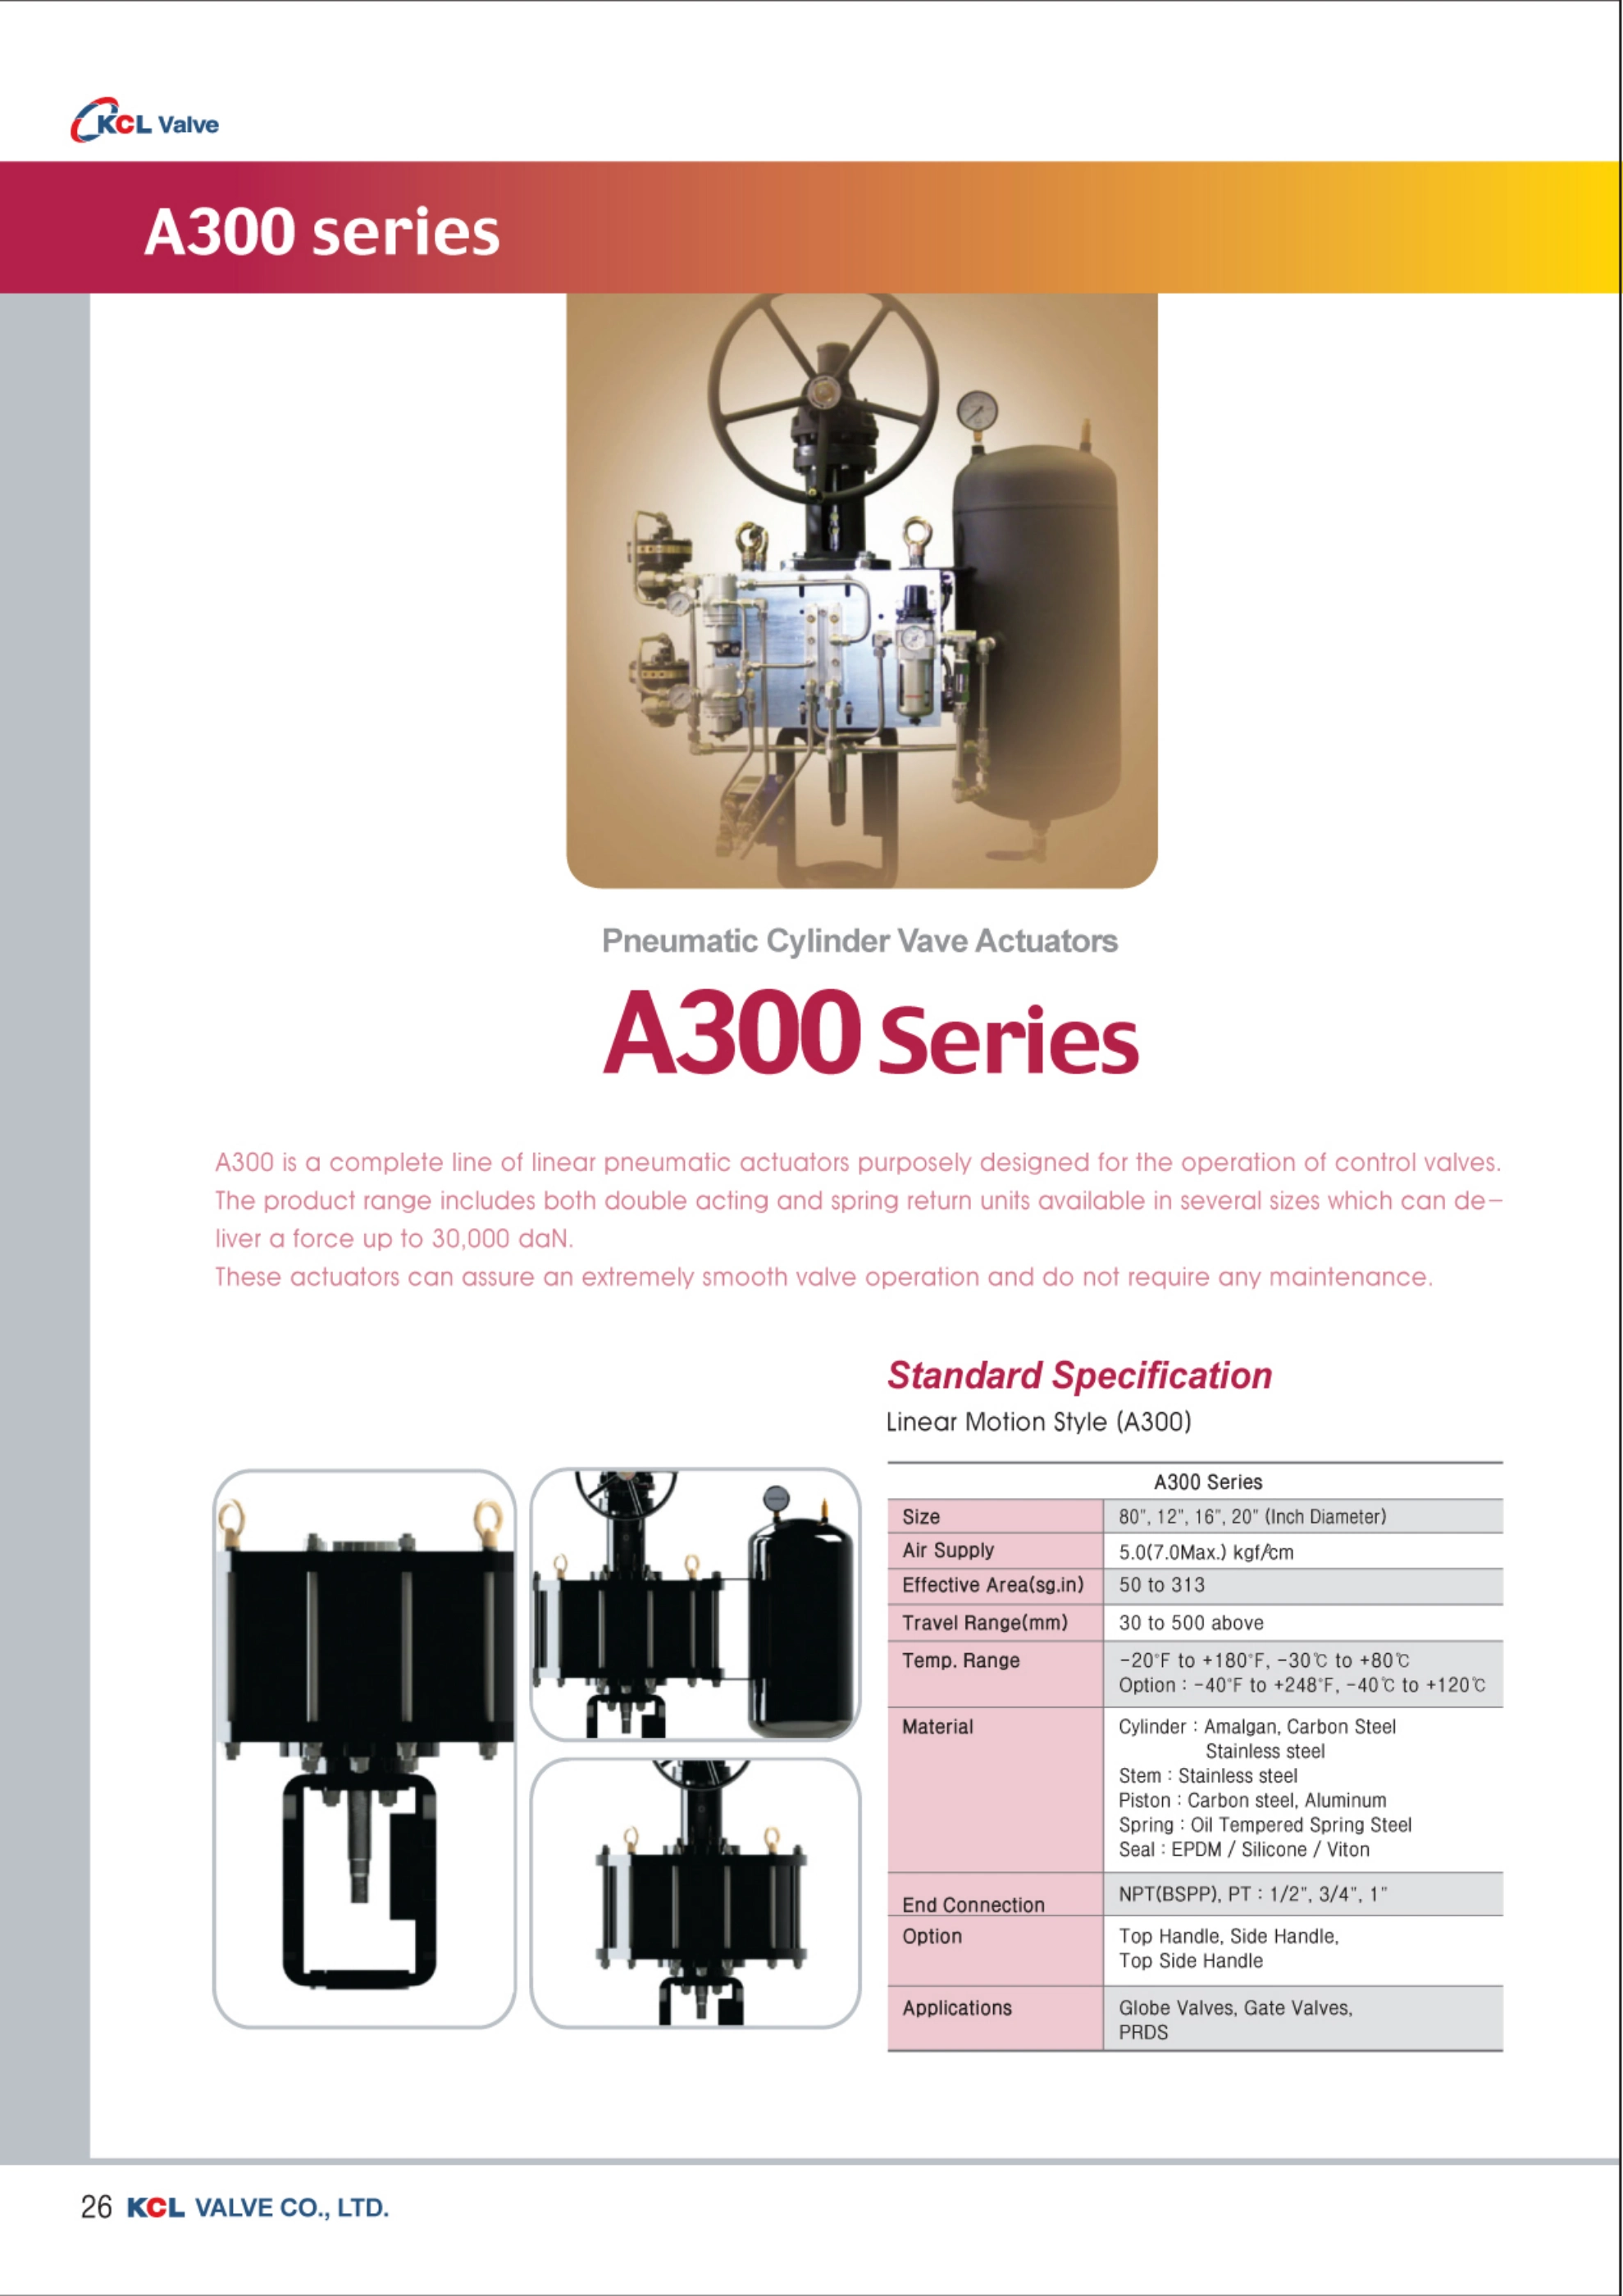 KCL Valve
A300 series
Pneumatic Cylinder Vave Actuators
A300 Series
A300 is a complete line of linear pneumatic actuators purposely designed for the operation of control valves.
The product range includes both double acting and spring return units available in several sizes which can de-
liver a force up to 30,000 daN.
These actuators can assure an extremely smooth valve operation and do not require any maintenance.
Standard Specification
Linear Motion Style (A300)
A300 Series
Size 80", 12", 16", 20" (Inch Diameter)
Air Supply 5.0(7.0Max.) kgf/cm
Effective Area(sg.in) 50 to 313
Travel Range(mm) 30 to 500 above
Temp. Range -20°F to +180°F, -30℃ to +80℃
Option : -40°F to +248°F, -40℃ to +120℃
Material Cylinder : Amalgan, Carbon Steel
Stainless steel
Stem : Stainless steel
Piston : Carbon steel, Aluminum
Spring : Oil Tempered Spring Steel
Seal : EPDM / Silicone / Viton
End Connection NPT(BSPP), PT : 1/2", 3/4", 1"
Option Top Handle, Side Handle,
Top Side Handle
Applications Globe Valves, Gate Valves,
PRDS
26 KCL VALVE CO., LTD.